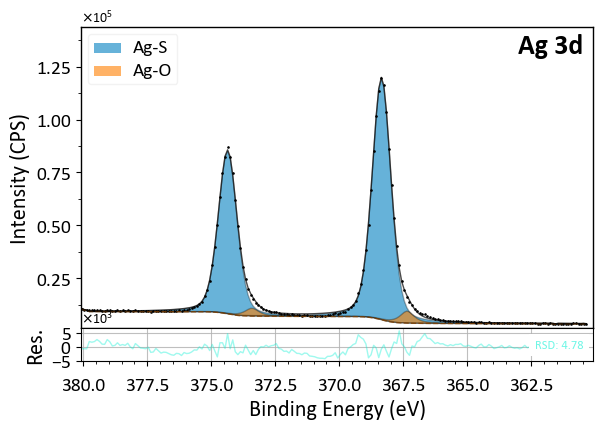 ×10⁵
Ag 3d
Ag-S
Ag-O
1.25
1.00
0.75
0.50
0.25
Intensity (CPS)
×10³
5
0
−5
Res.
RSD: 4.78
380.0 377.5 375.0 372.5 370.0 367.5 365.0 362.5
Binding Energy (eV)